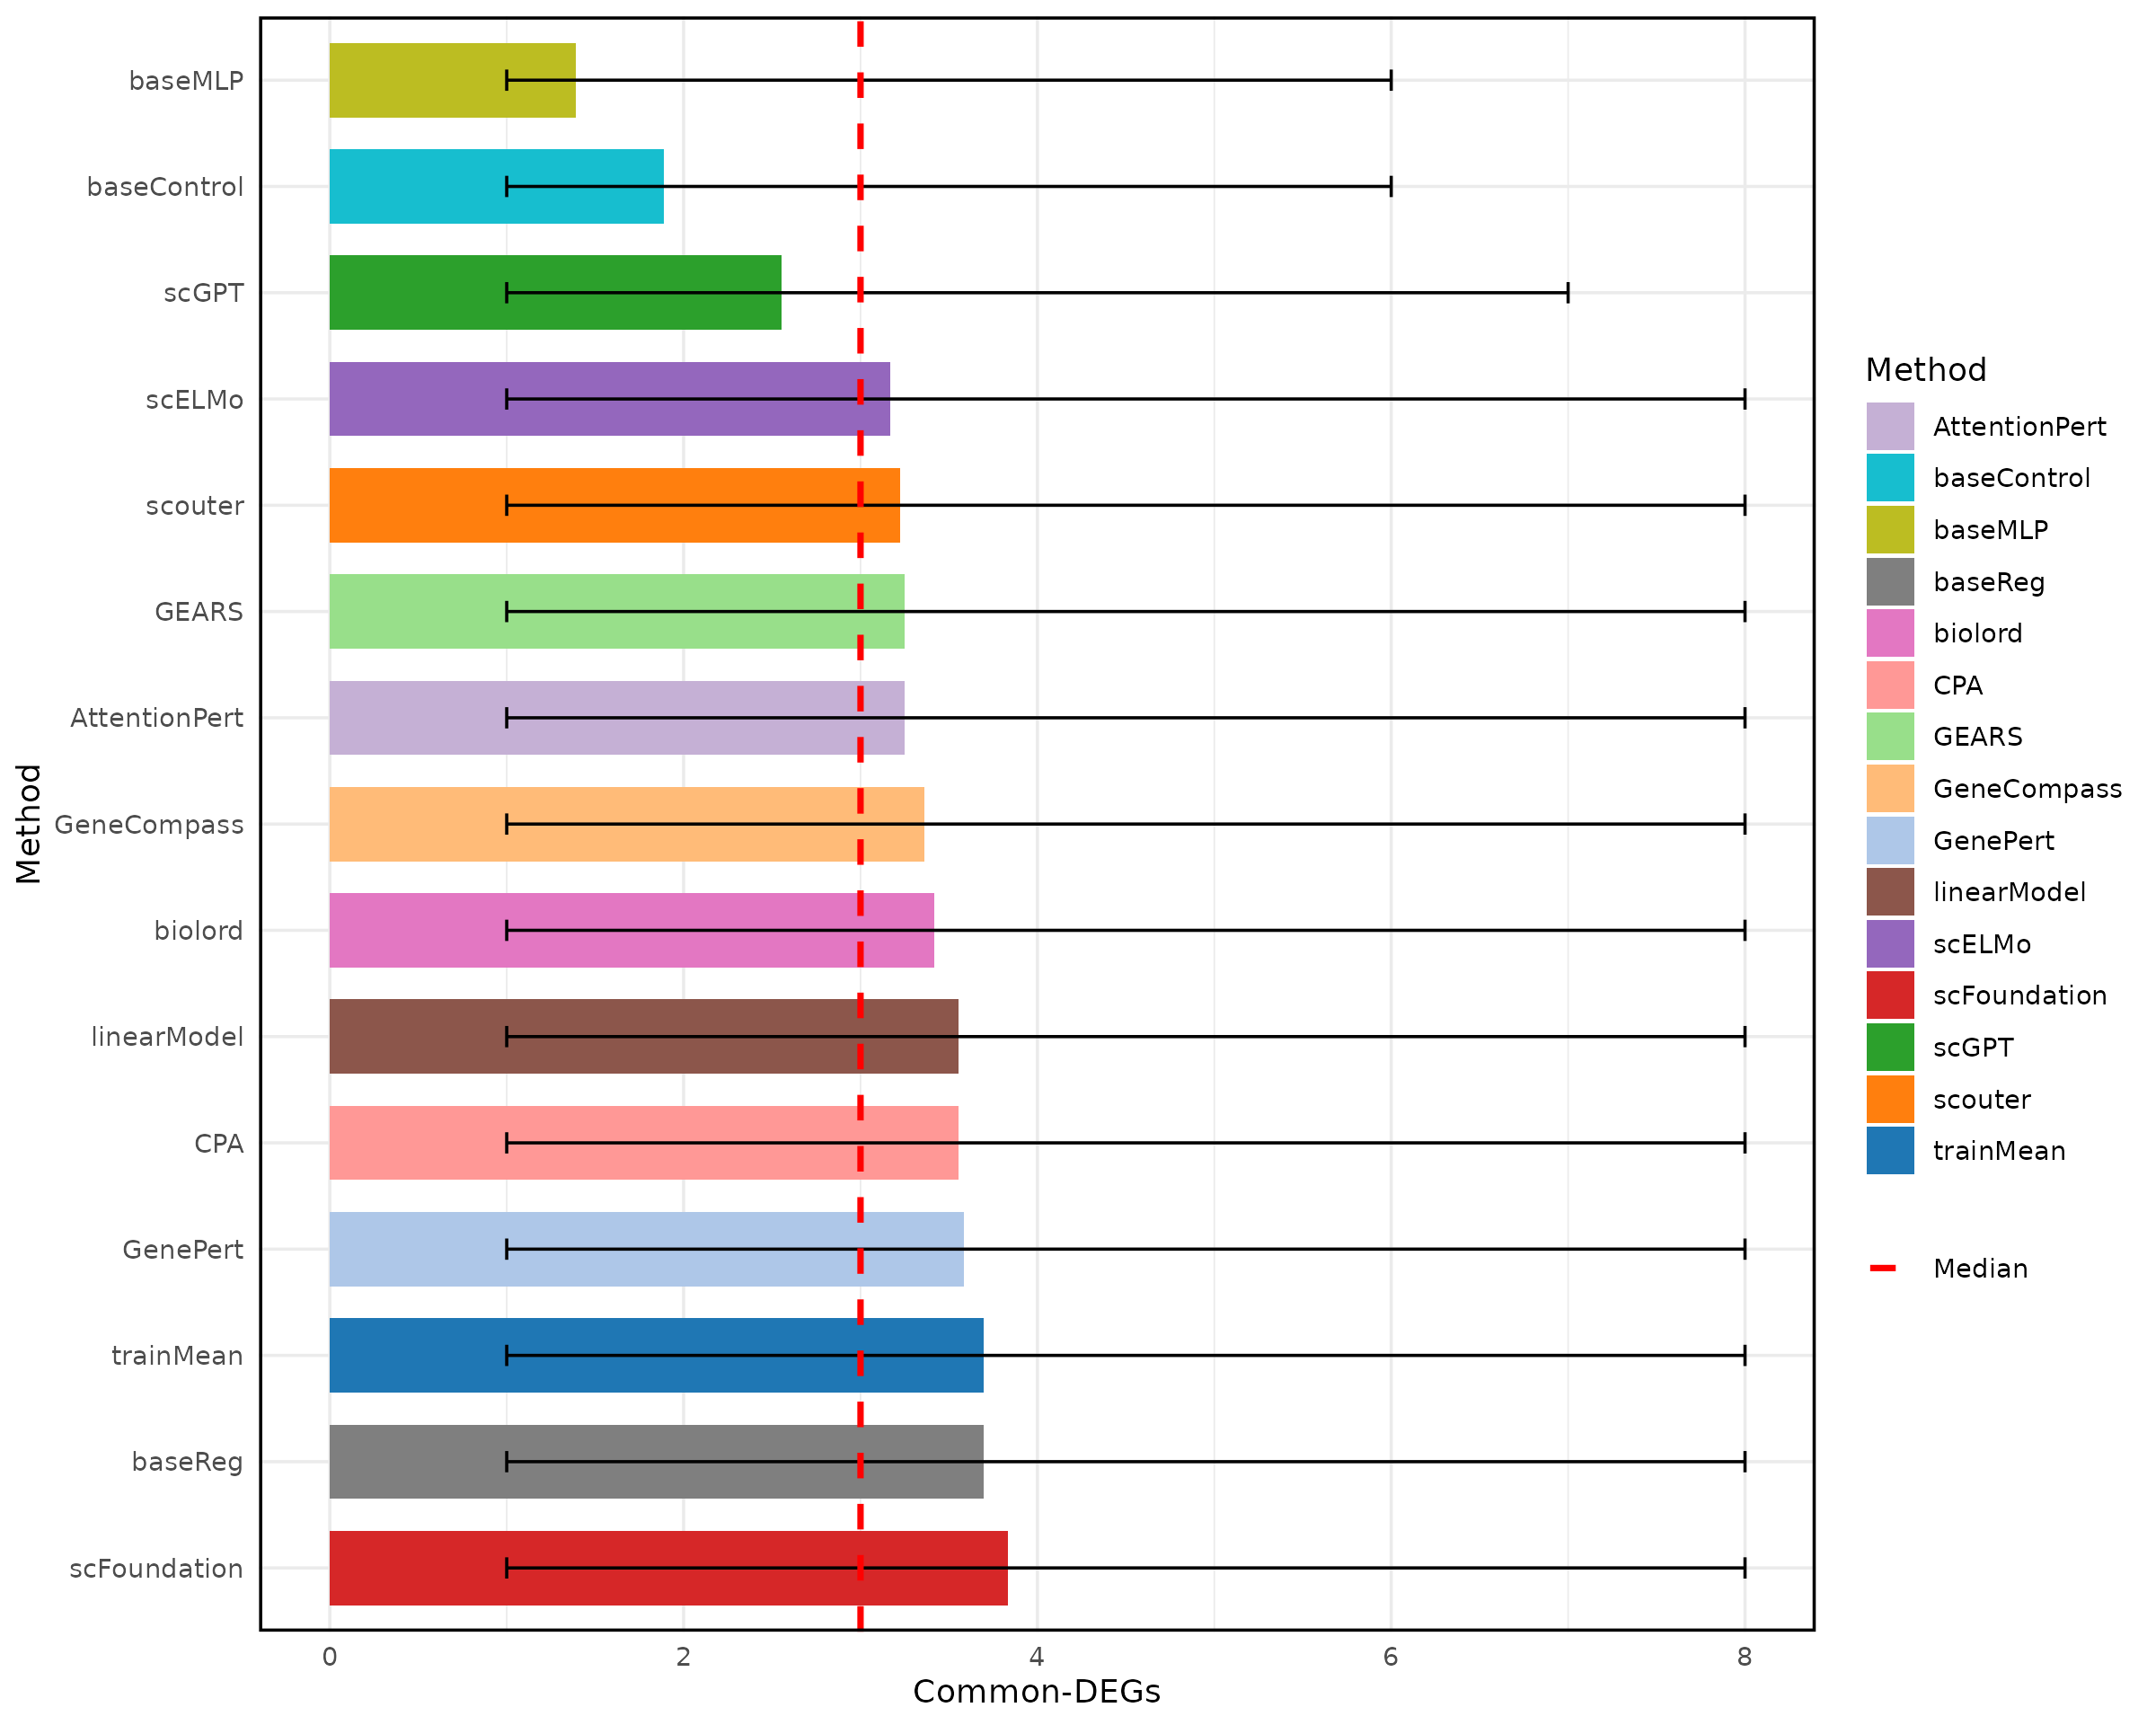 Method
baseMLP
baseControl
scGPT
scELMo
scouter
GEARS
AttentionPert
GeneCompass
biolord
linearModel
CPA
GenePert
trainMean
baseReg
scFoundation
0 2 4 6 8
Common-DEGs
Method
AttentionPert
baseControl
baseMLP
baseReg
biolord
CPA
GEARS
GeneCompass
GenePert
linearModel
scELMo
scFoundation
scGPT
scouter
trainMean
Median